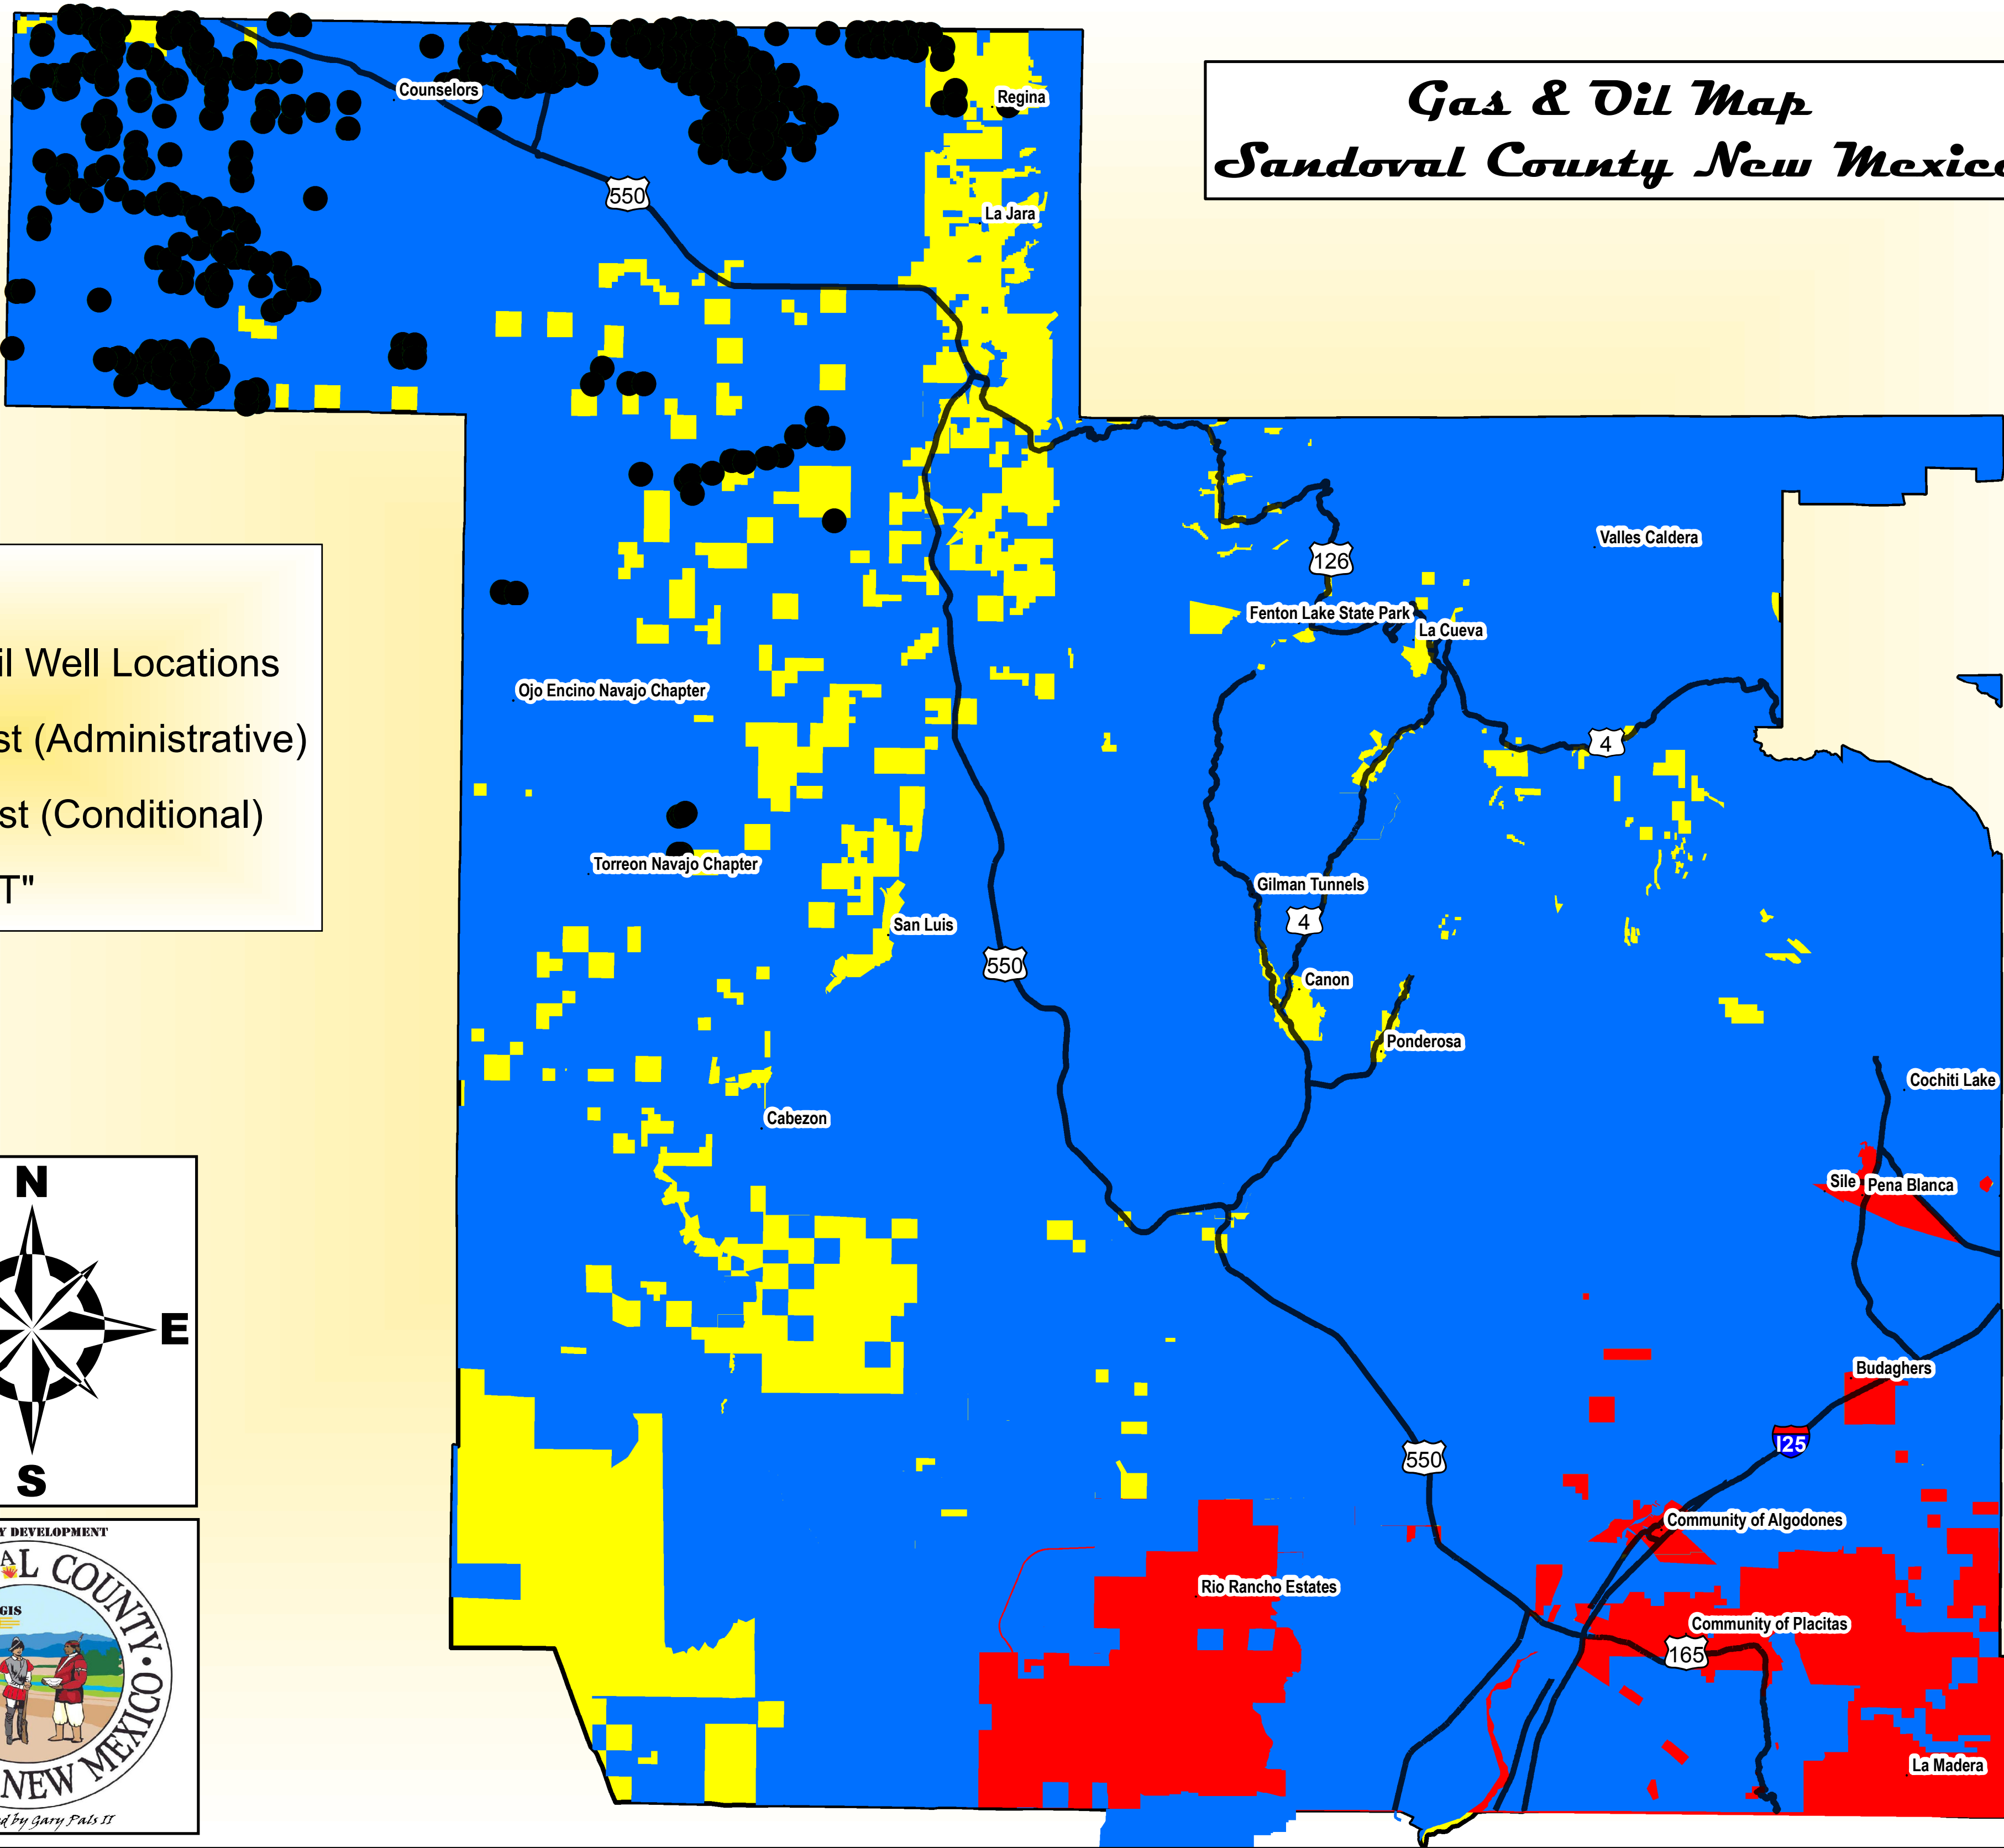 Gas & Oil Map
Sandoval County New Mexico
Counselors
Regina
550
La Jara
Valles Caldera
126
Fenton Lake State Park
La Cueva
il Well Locations
Ojo Encino Navajo Chapter
st (Administrative)
4
st (Conditional)
Torreon Navajo Chapter
T"
Gilman Tunnels
4
San Luis
550
Canon
Ponderosa
Cochiti Lake
Cabezon
N
Sile
Pena Blanca
E
Budaghers
S
550
I25
Y DEVELOPMENT
Community of Algodones
AL COUNTY
GIS
Rio Rancho Estates
Community of Placitas
165
NEW MEXICO
La Madera
d by Gary Pals II